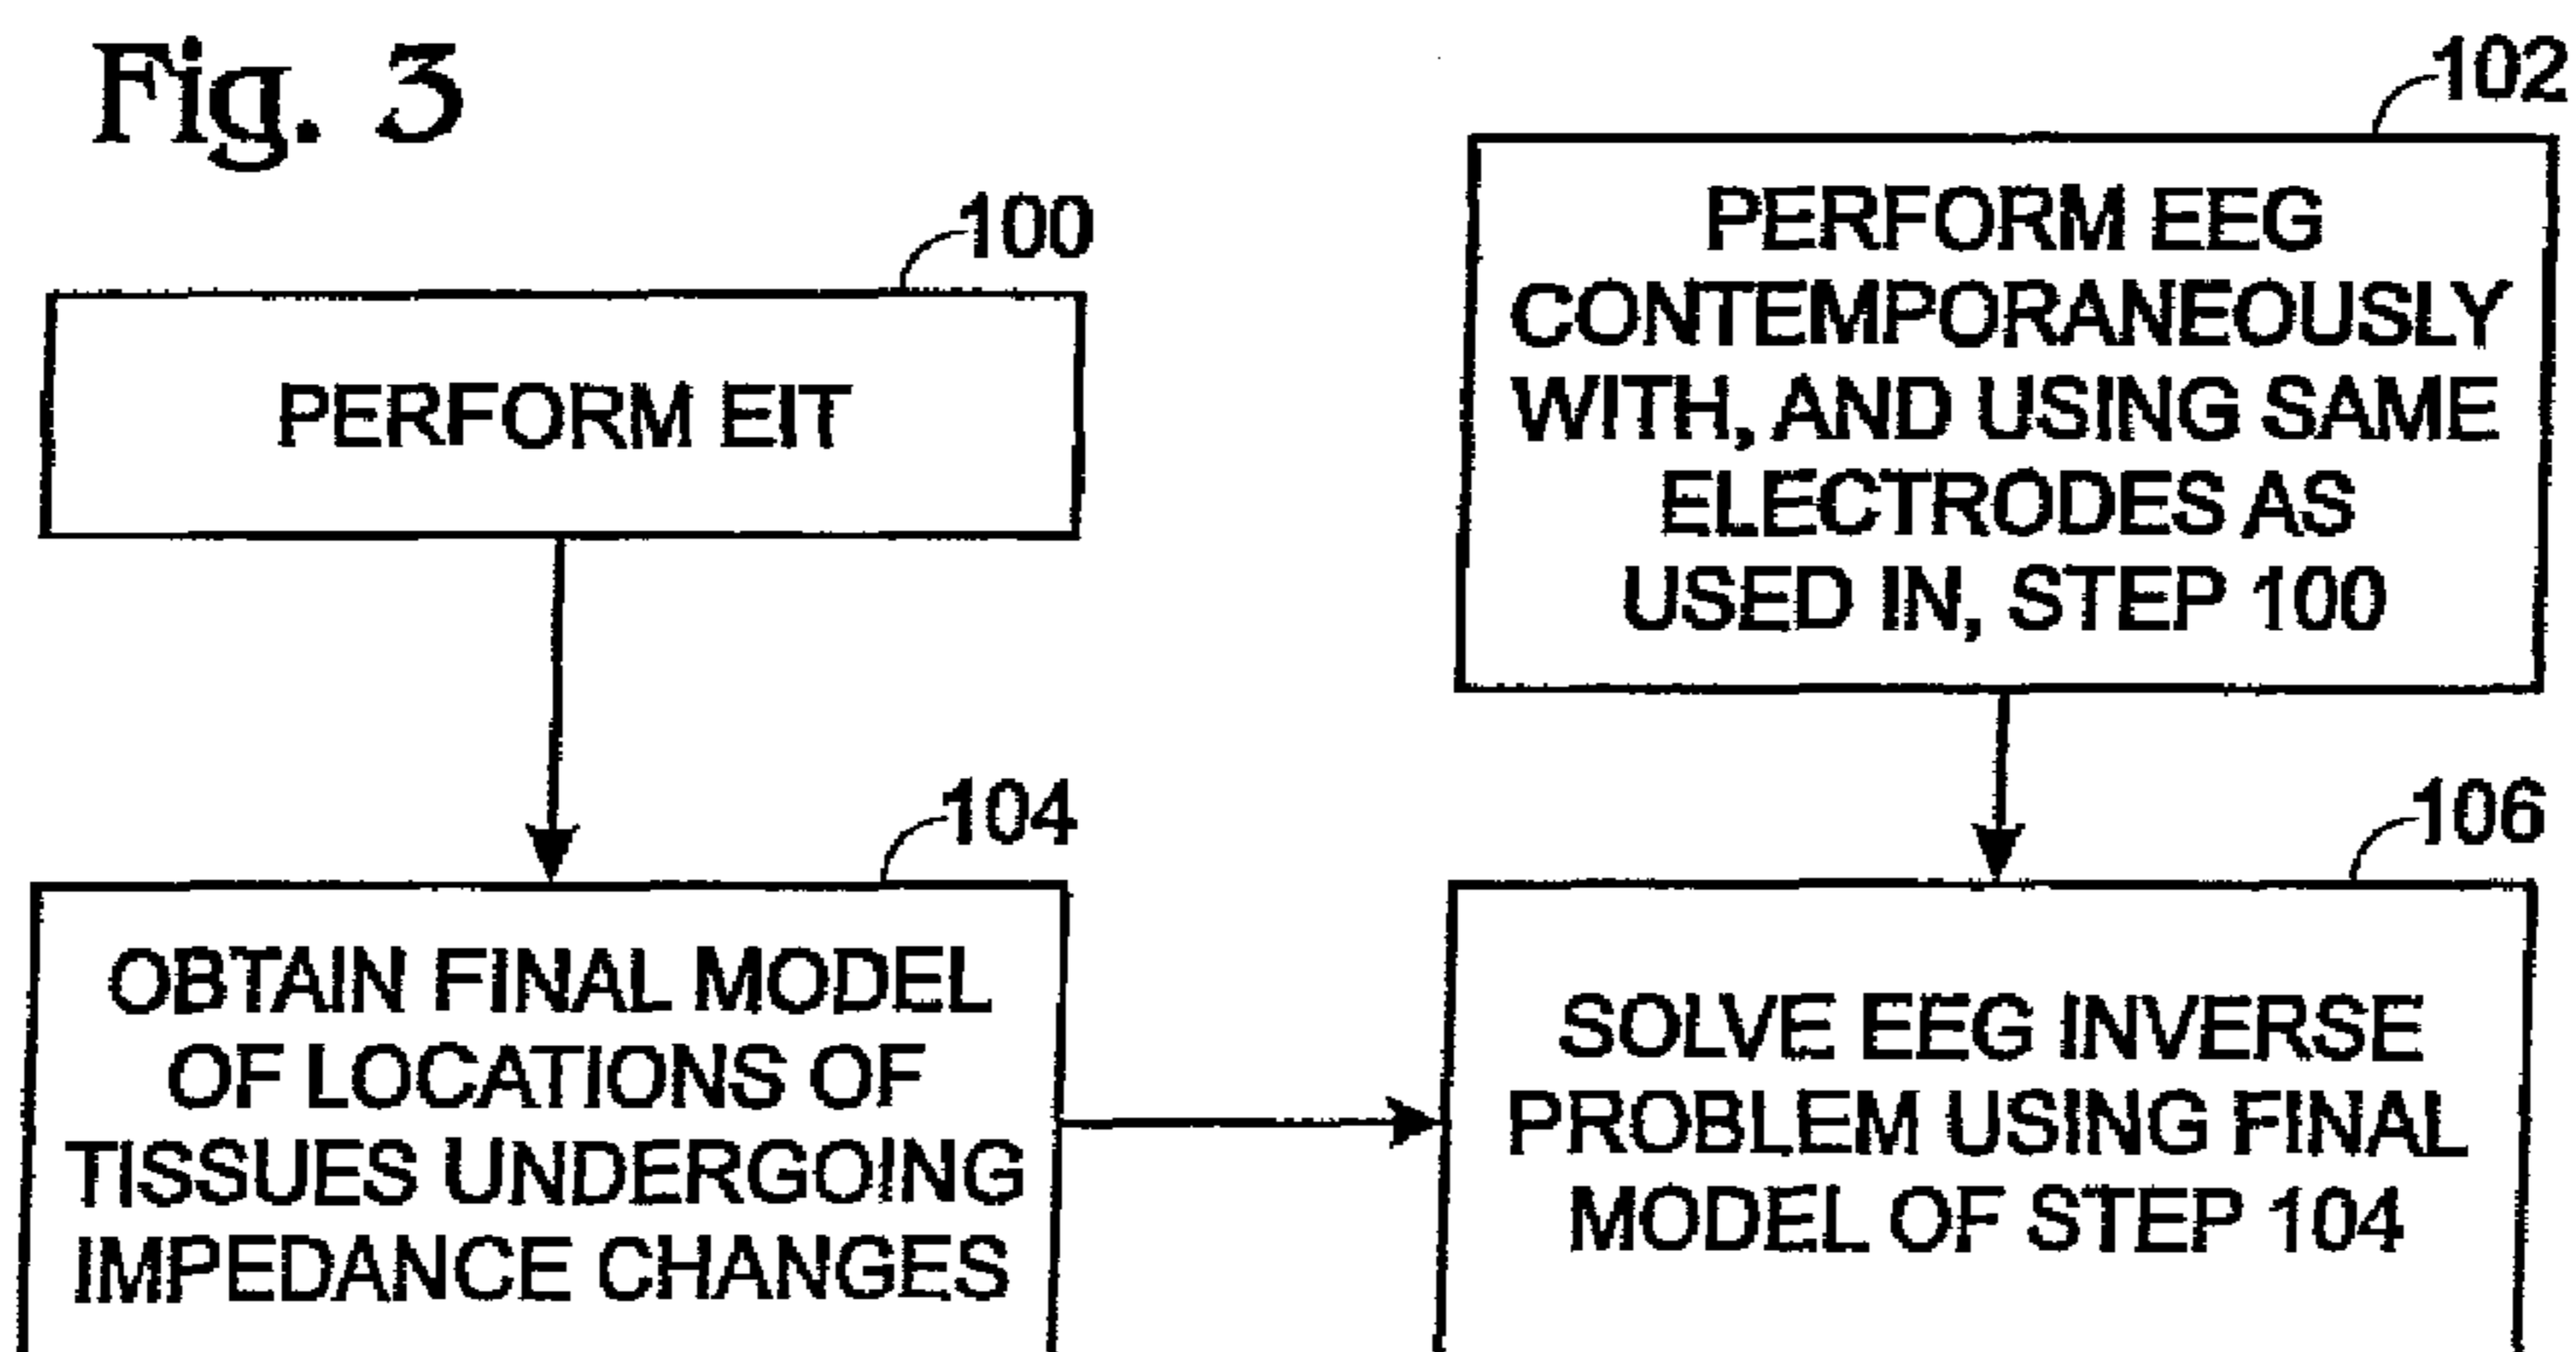 Fig. 3
100
PERFORM EIT
102
PERFORM EEG
CONTEMPORANEOUSLY
WITH, AND USING SAME
ELECTRODES AS
USED IN, STEP 100
104
OBTAIN FINAL MODEL
OF LOCATIONS OF
TISSUES UNDERGOING
IMPEDANCE CHANGES
106
SOLVE EEG INVERSE
PROBLEM USING FINAL
MODEL OF STEP 104